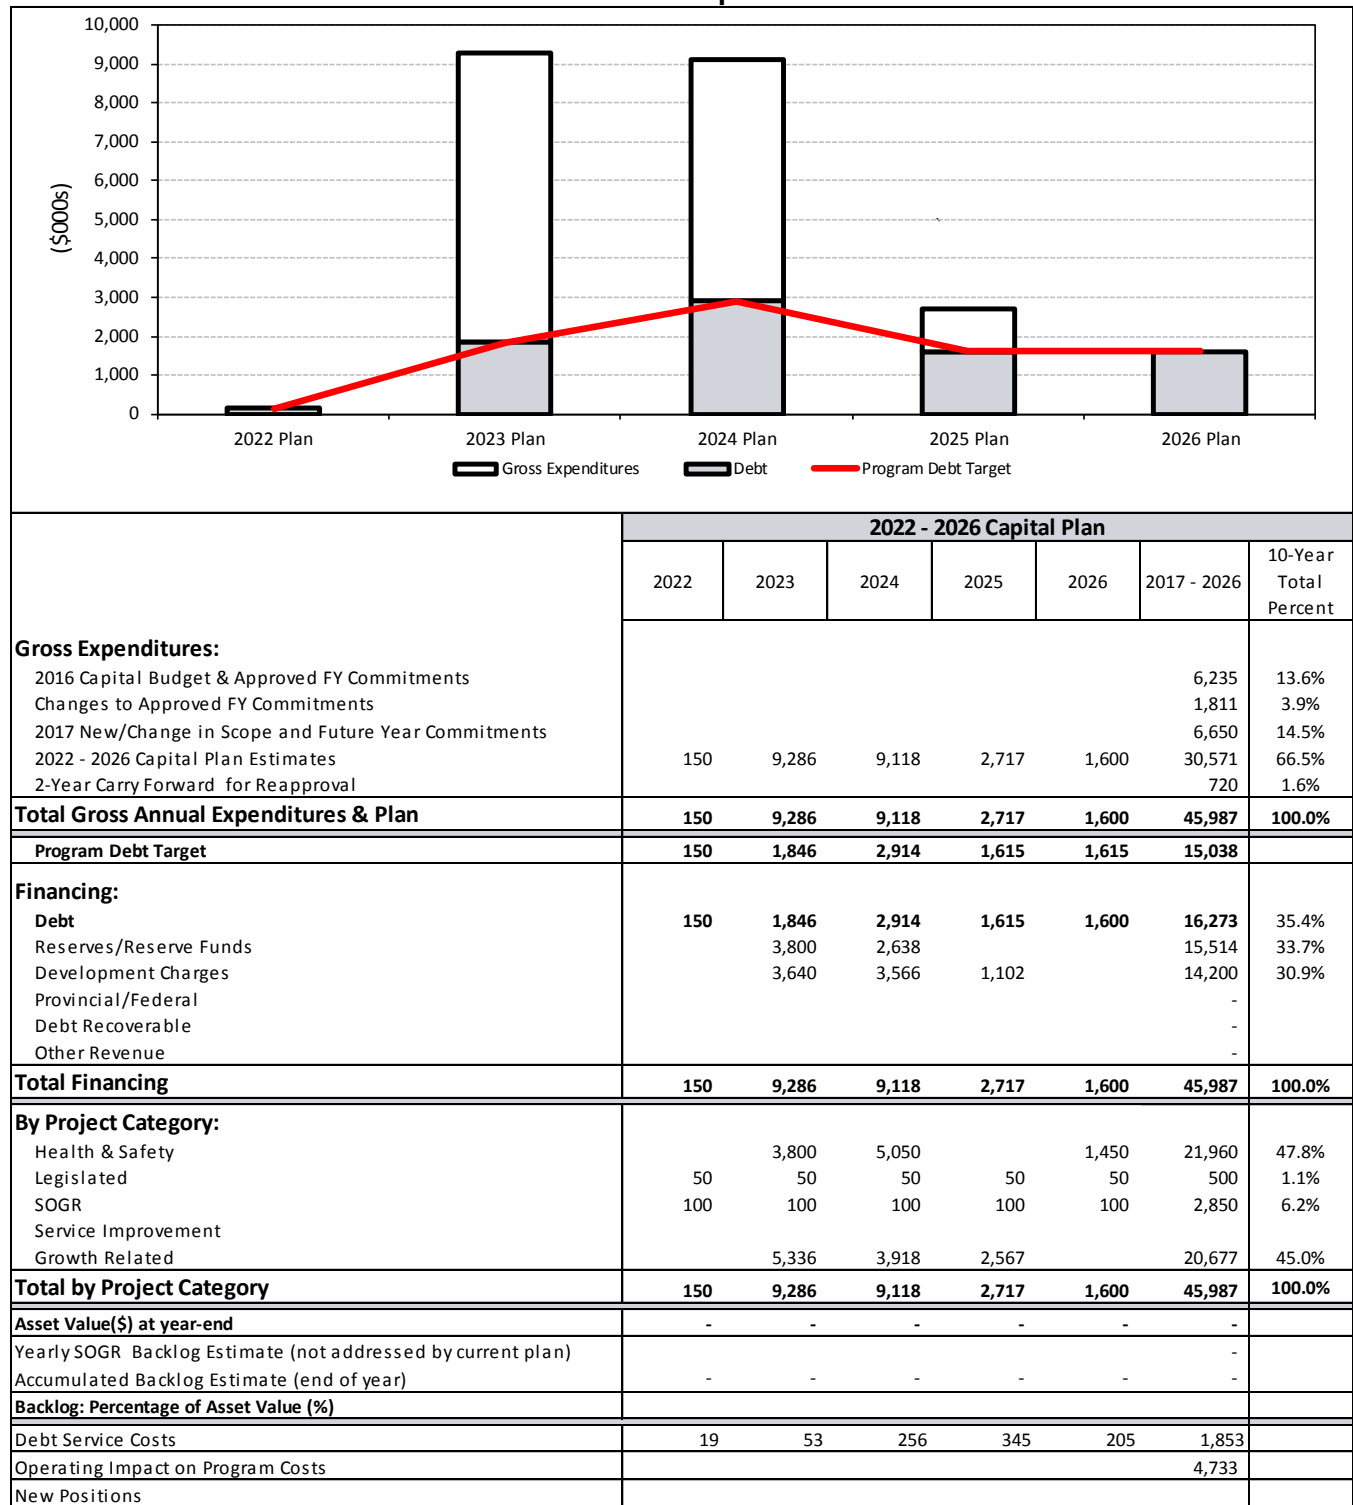 10,000
9,000
8,000
7,000
6,000
5,000
4,000
3,000
2,000
1,000
0
($000s)
2022 Plan 2023 Plan 2024 Plan 2025 Plan 2026 Plan
Gross Expenditures Debt Program Debt Target
2022 - 2026 Capital Plan
2022 2023 2024 2025 2026 2017 - 2026 10-Year Total Percent
Gross Expenditures:
2016 Capital Budget & Approved FY Commitments 6,235 13.6%
Changes to Approved FY Commitments 1,811 3.9%
2017 New/Change in Scope and Future Year Commitments 6,650 14.5%
2022 - 2026 Capital Plan Estimates 150 9,286 9,118 2,717 1,600 30,571 66.5%
2-Year Carry Forward for Reapproval 720 1.6%
Total Gross Annual Expenditures & Plan 150 9,286 9,118 2,717 1,600 45,987 100.0%
Program Debt Target 150 1,846 2,914 1,615 1,615 15,038
Financing:
Debt 150 1,846 2,914 1,615 1,600 16,273 35.4%
Reserves/Reserve Funds 3,800 2,638 15,514 33.7%
Development Charges 3,640 3,566 1,102 14,200 30.9%
Provincial/Federal -
Debt Recoverable -
Other Revenue -
Total Financing 150 9,286 9,118 2,717 1,600 45,987 100.0%
By Project Category:
Health & Safety 3,800 5,050 1,450 21,960 47.8%
Legislated 50 50 50 50 50 500 1.1%
SOGR 100 100 100 100 100 2,850 6.2%
Service Improvement
Growth Related 5,336 3,918 2,567 20,677 45.0%
Total by Project Category 150 9,286 9,118 2,717 1,600 45,987 100.0%
Asset Value($) at year-end - - - - - -
Yearly SOGR Backlog Estimate (not addressed by current plan) -
Accumulated Backlog Estimate (end of year) - - - - - -
Backlog: Percentage of Asset Value (%)
Debt Service Costs 19 53 256 345 205 1,853
Operating Impact on Program Costs 4,733
New Positions